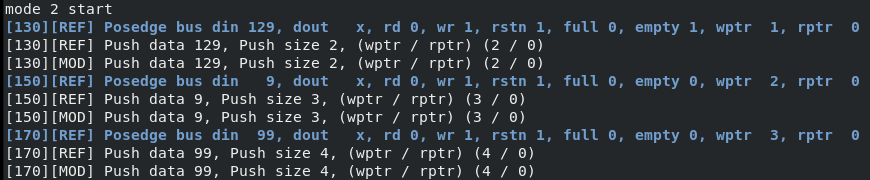 mode 2 start
[130][REF] Posedge bus din 129, dout   x, rd 0, wr 1, rstn 1, full 0, empty 1, wptr  1, rptr  0
[130][REF] Push data 129, Push size 2, (wptr / rptr) (2 / 0)
[130][MOD] Push data 129, Push size 2, (wptr / rptr) (2 / 0)
[150][REF] Posedge bus din   9, dout   x, rd 0, wr 1, rstn 1, full 0, empty 0, wptr  2, rptr  0
[150][REF] Push data 9, Push size 3, (wptr / rptr) (3 / 0)
[150][MOD] Push data 9, Push size 3, (wptr / rptr) (3 / 0)
[170][REF] Posedge bus din  99, dout   x, rd 0, wr 1, rstn 1, full 0, empty 0, wptr  3, rptr  0
[170][REF] Push data 99, Push size 4, (wptr / rptr) (4 / 0)
[170][MOD] Push data 99, Push size 4, (wptr / rptr) (4 / 0)